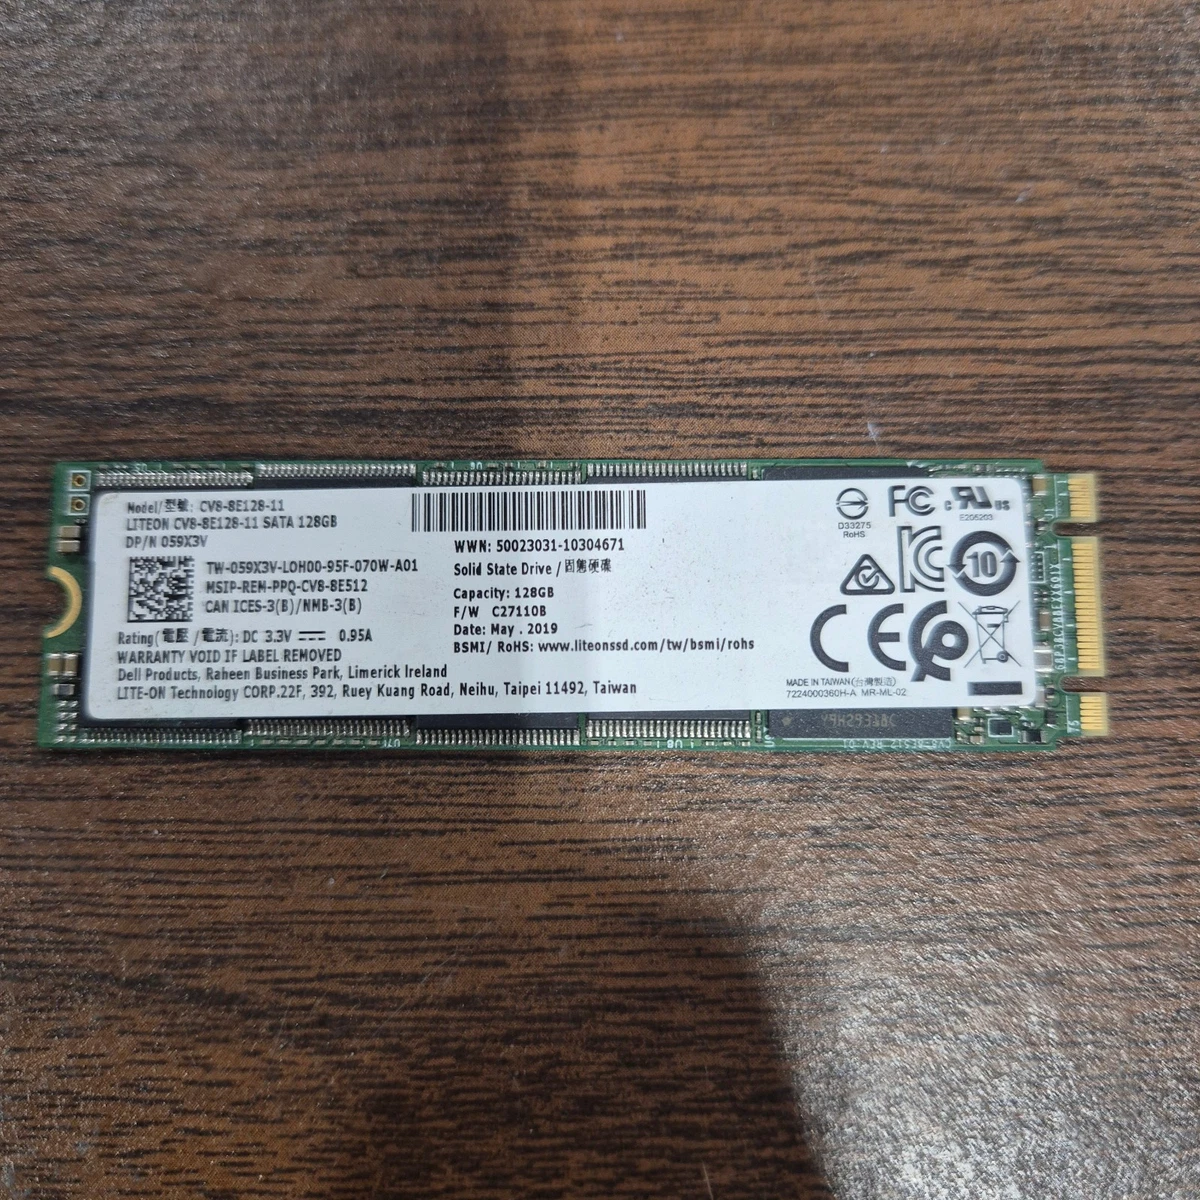 Model/型號: CV8-8E128-11
LITEON CV8-8E128-11 SATA 128GB
DP/N 059X3V
TW-059X3V-LOH00-95F-070W-A01
MSIP-REM-PPQ-CV8-8E512
CAN ICES-3(B)/NMB-3(B)
Rating(電壓 / 電流): DC 3.3V 0.95A
WARRANTY VOID IF LABEL REMOVED
Dell Products, Raheen Business Park, Limerick Ireland
LITE-ON Technology CORP.22F, 392, Ruey Kuang Road, Neihu, Taipei 11492, Taiwan
WWN: 50023031-10304671
Solid State Drive / 固態硬碟
Capacity: 128GB
F/W C27110B
Date: May . 2019
BSMI/ RoHS: www.liteonssd.com/tw/bsmi/rohs
D33275
RoHS
FC
c RU us
E205203
KC
10
CE
MADE IN TAIWAN(台灣製造)
7224000360H-A MR-ML-02